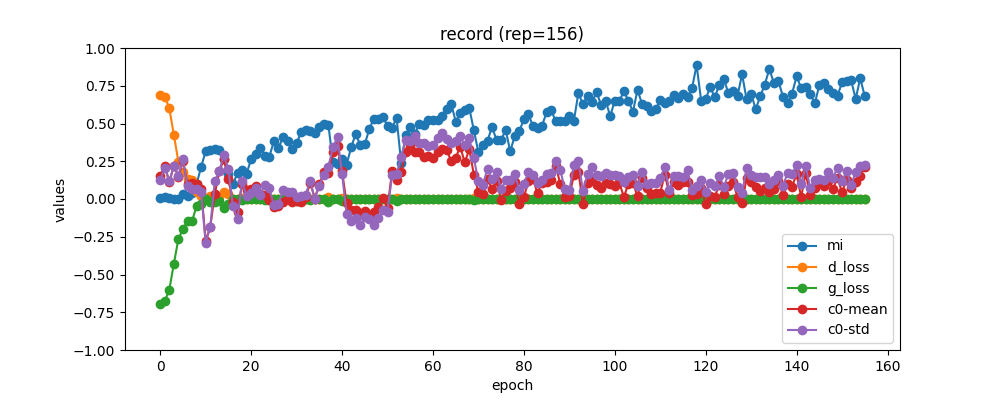 record (rep=156)
1.00
0.75
0.50
0.25
0.00
−0.25
−0.50
−0.75
−1.00
values
0 20 40 60 80 100 120 140 160
epoch
mi
d_loss
g_loss
c0-mean
c0-std